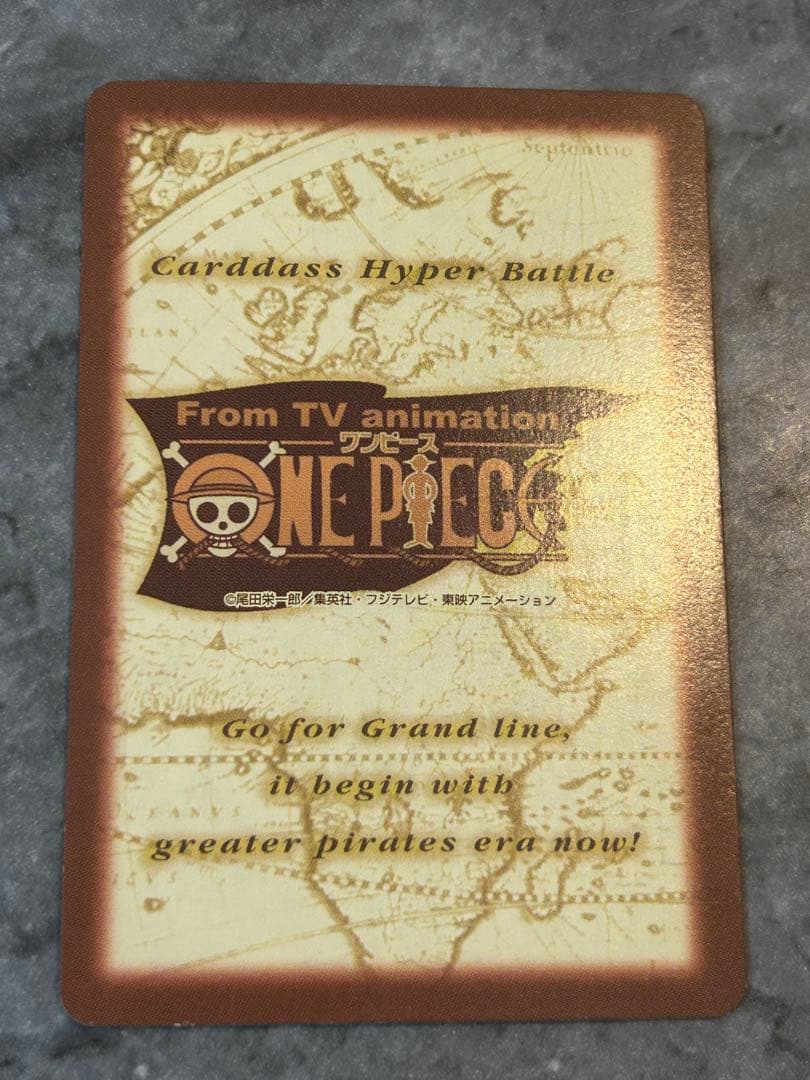 Septentrio
Carddass Hyper Battle
From TV animation
ワンピース
ONE PIECE
©尾田栄一郎／集英社・フジテレビ・東映アニメーション
Go for Grand line,
it begin with
greater pirates era now!